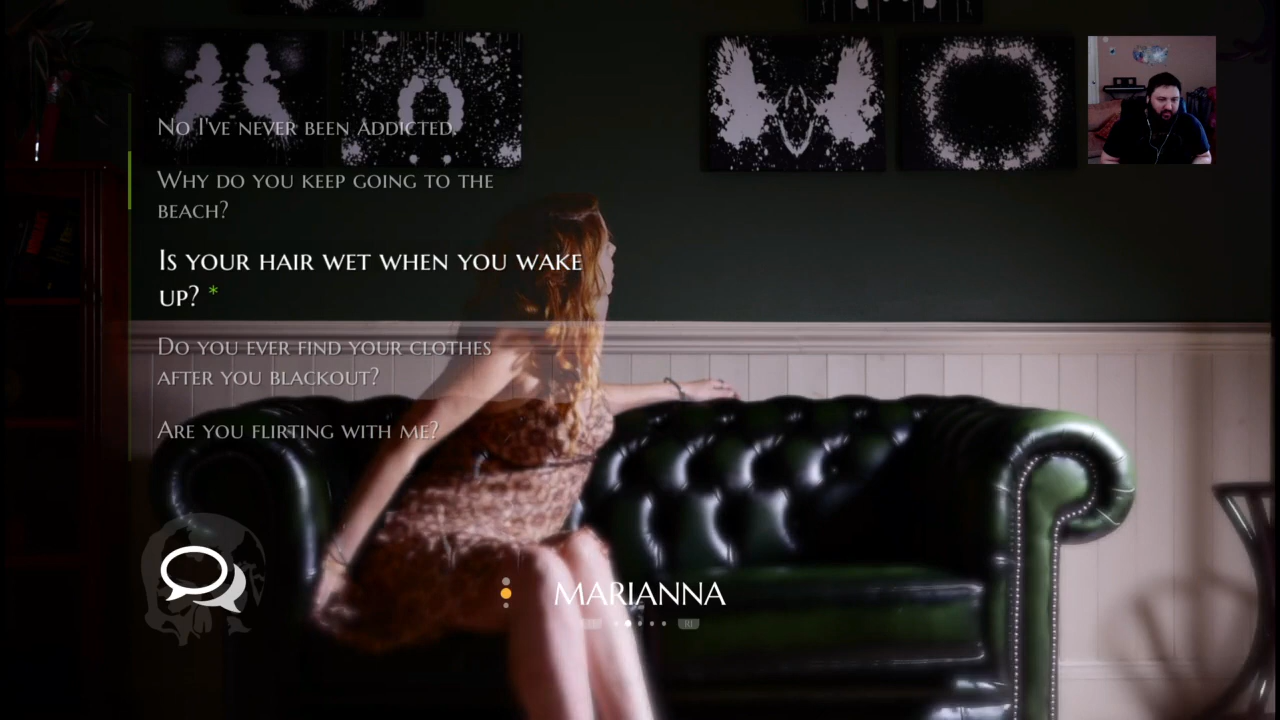 No I've never been addicted.
Why do you keep going to the
beach?
Is your hair wet when you wake
up? *
Do you ever find your clothes
after you blackout?
Are you flirting with me?
MARIANNA
R1